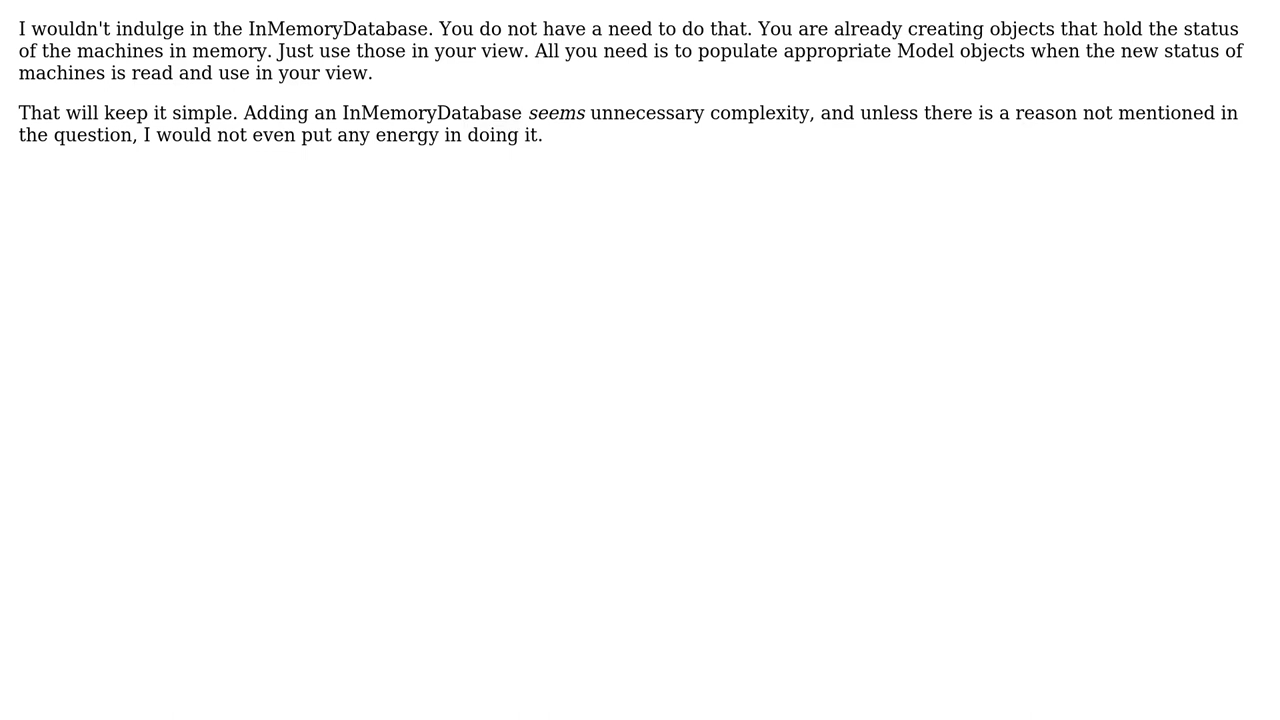 I wouldn't indulge in the InMemoryDatabase. You do not have a need to do that. You are already creating objects that hold the status
of the machines in memory. Just use those in your view. All you need is to populate appropriate Model objects when the new status of
machines is read and use in your view.
That will keep it simple. Adding an InMemoryDatabase seems unnecessary complexity, and unless there is a reason not mentioned in
the question, I would not even put any energy in doing it.